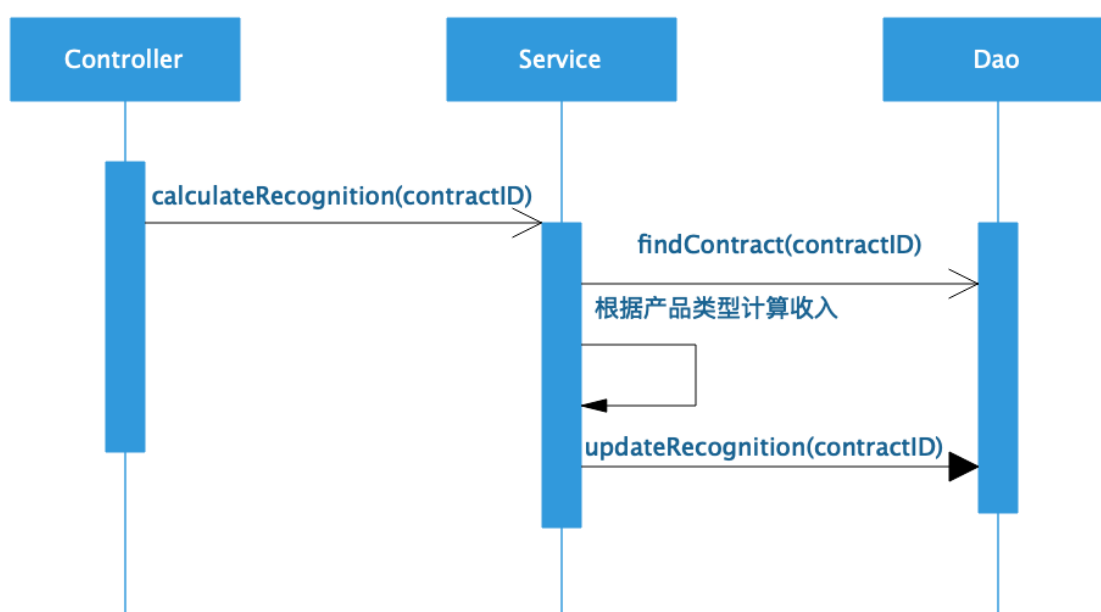 Controller
Service
Dao
calculateRecognition(contractID)
findContract(contractID)
根据产品类型计算收入
updateRecognition(contractID)